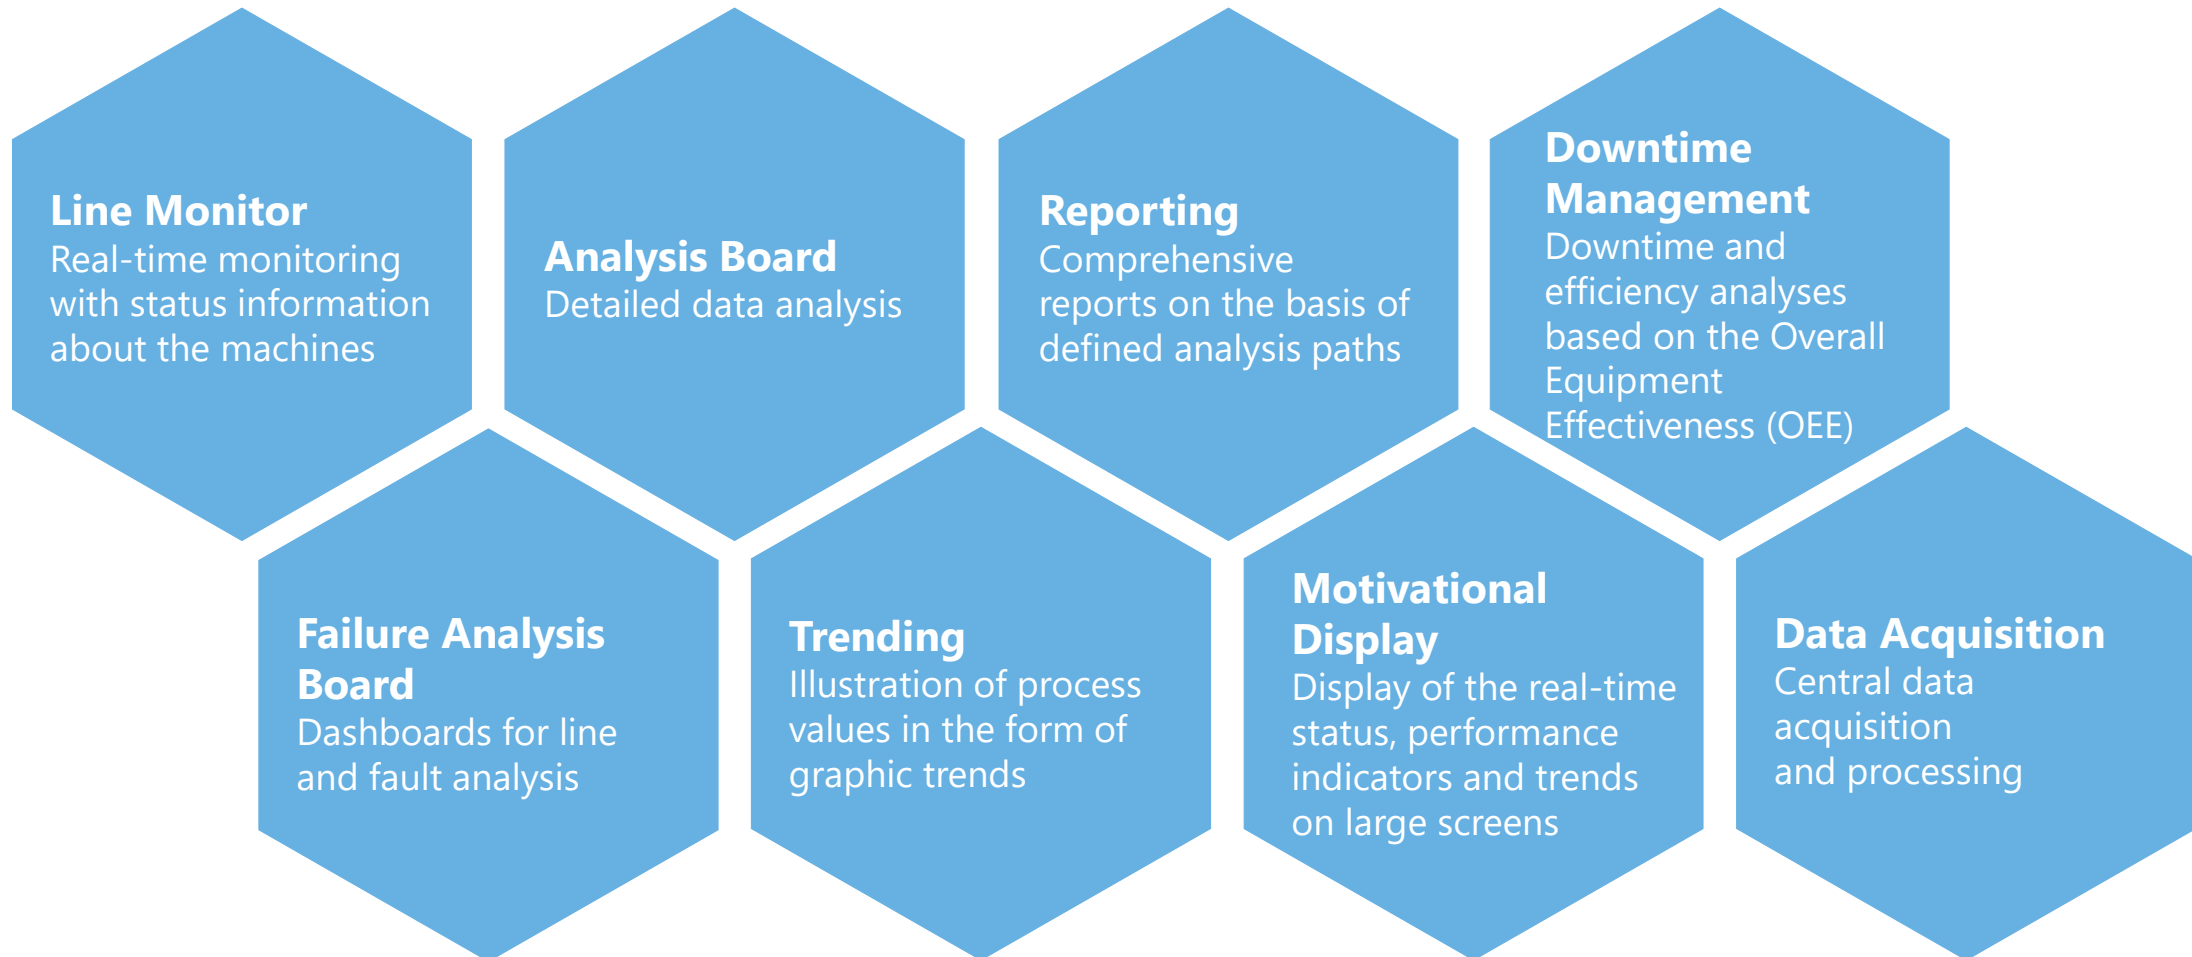 Line Monitor
Real-time monitoring
with status information
about the machines
Analysis Board
Detailed data analysis
Reporting
Comprehensive
reports on the basis of
defined analysis paths
Downtime
Management
Downtime and
efficiency analyses
based on the Overall
Equipment
Effectiveness (OEE)
Failure Analysis
Board
Dashboards for line
and fault analysis
Trending
Illustration of process
values in the form of
graphic trends
Motivational
Display
Display of the real-time
status, performance
indicators and trends
on large screens
Data Acquisition
Central data
acquisition
and processing